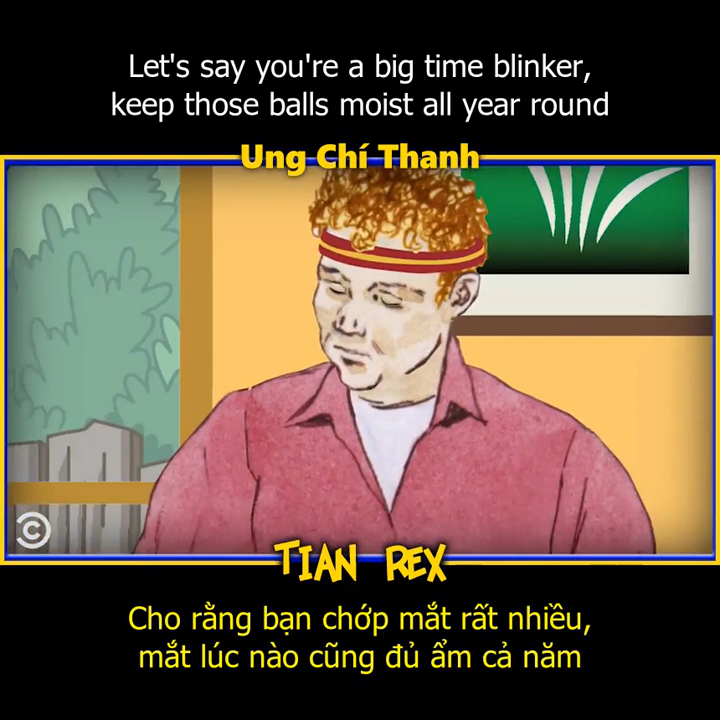 Let's say you're a big time blinker,
keep those balls moist all year round
Ung Chí Thanh
TIAN REX
Cho rằng bạn chớp mắt rất nhiều,
mắt lúc nào cũng đủ ẩm cả năm